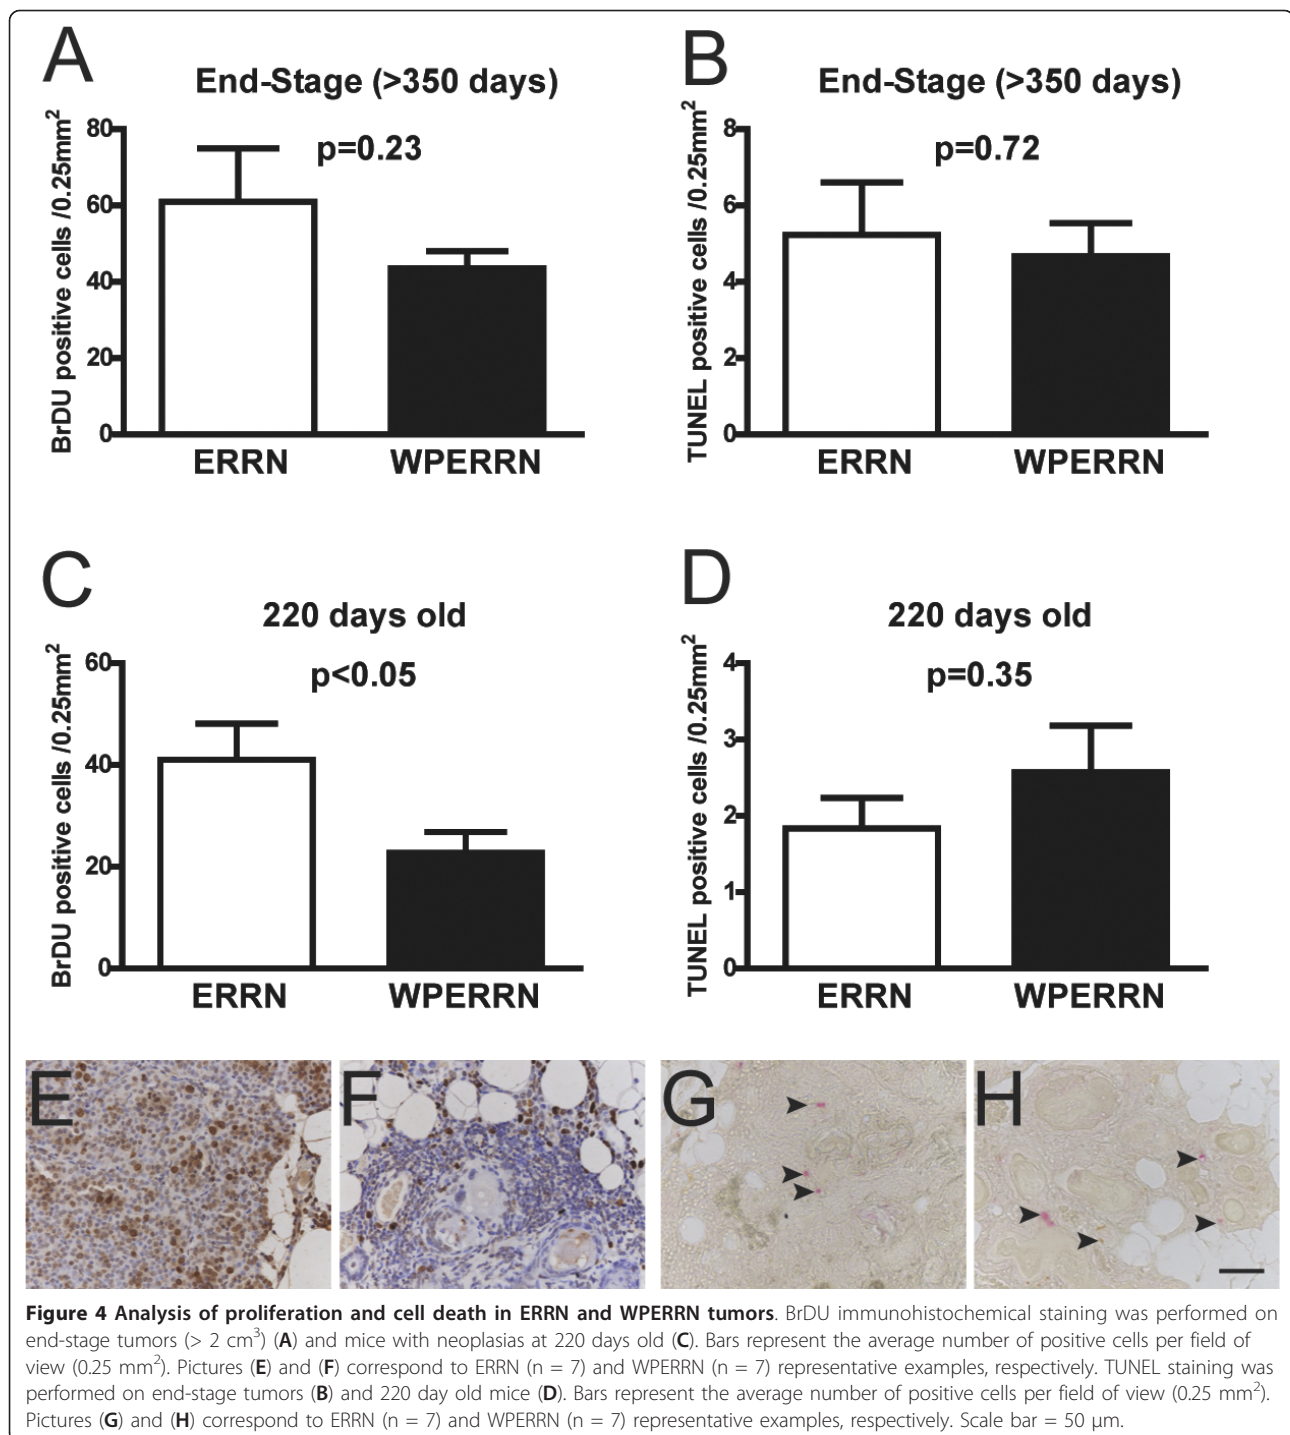 A
End-Stage (>350 days)
p=0.23
BrDU positive cells /0.25mm²
80
60
40
20
0
ERRN WPERRN
B
End-Stage (>350 days)
p=0.72
TUNEL positive cells /0.25mm²
8
6
4
2
0
ERRN WPERRN
C
220 days old
p<0.05
BrDU positive cells /0.25mm²
60
40
20
0
ERRN WPERRN
D
220 days old
p=0.35
TUNEL positive cells /0.25mm²
4
3
2
1
0
ERRN WPERRN
E F G H
Figure 4 Analysis of proliferation and cell death in ERRN and WPERRN tumors. BrDU immunohistochemical staining was performed on
end-stage tumors (> 2 cm³) (A) and mice with neoplasias at 220 days old (C). Bars represent the average number of positive cells per field of
view (0.25 mm²). Pictures (E) and (F) correspond to ERRN (n = 7) and WPERRN (n = 7) representative examples, respectively. TUNEL staining was
performed on end-stage tumors (B) and 220 day old mice (D). Bars represent the average number of positive cells per field of view (0.25 mm²).
Pictures (G) and (H) correspond to ERRN (n = 7) and WPERRN (n = 7) representative examples, respectively. Scale bar = 50 μm.